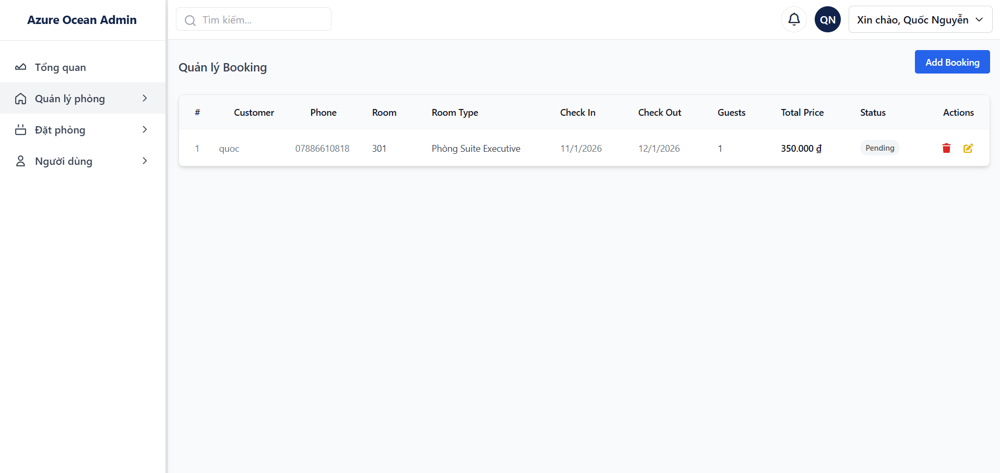 Azure Ocean Admin
Tìm kiếm...
QN
Xin chào, Quốc Nguyễn
Tổng quan
Quản lý phòng
Đặt phòng
Người dùng
Quản lý Booking
Add Booking
# Customer Phone Room Room Type Check In Check Out Guests Total Price Status Actions
1 quoc 07886610818 301 Phòng Suite Executive 11/1/2026 12/1/2026 1 350.000 ₫ Pending